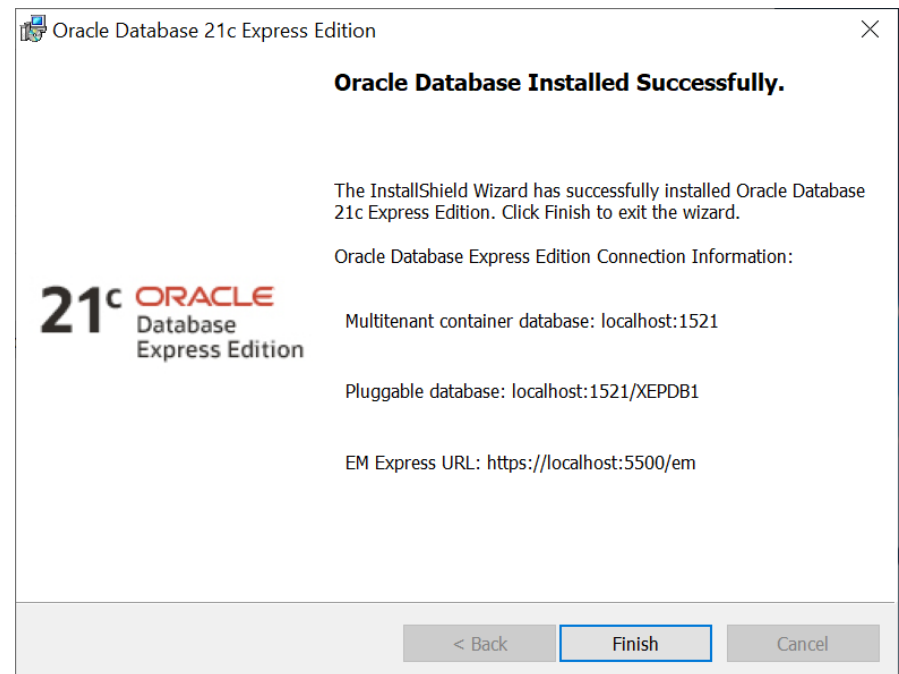 Oracle Database 21c Express Edition
Oracle Database Installed Successfully.
The InstallShield Wizard has successfully installed Oracle Database
21c Express Edition. Click Finish to exit the wizard.
Oracle Database Express Edition Connection Information:
21c ORACLE
Database
Express Edition
Multitenant container database: localhost:1521
Pluggable database: localhost:1521/XEPDB1
EM Express URL: https://localhost:5500/em
< Back
Finish
Cancel